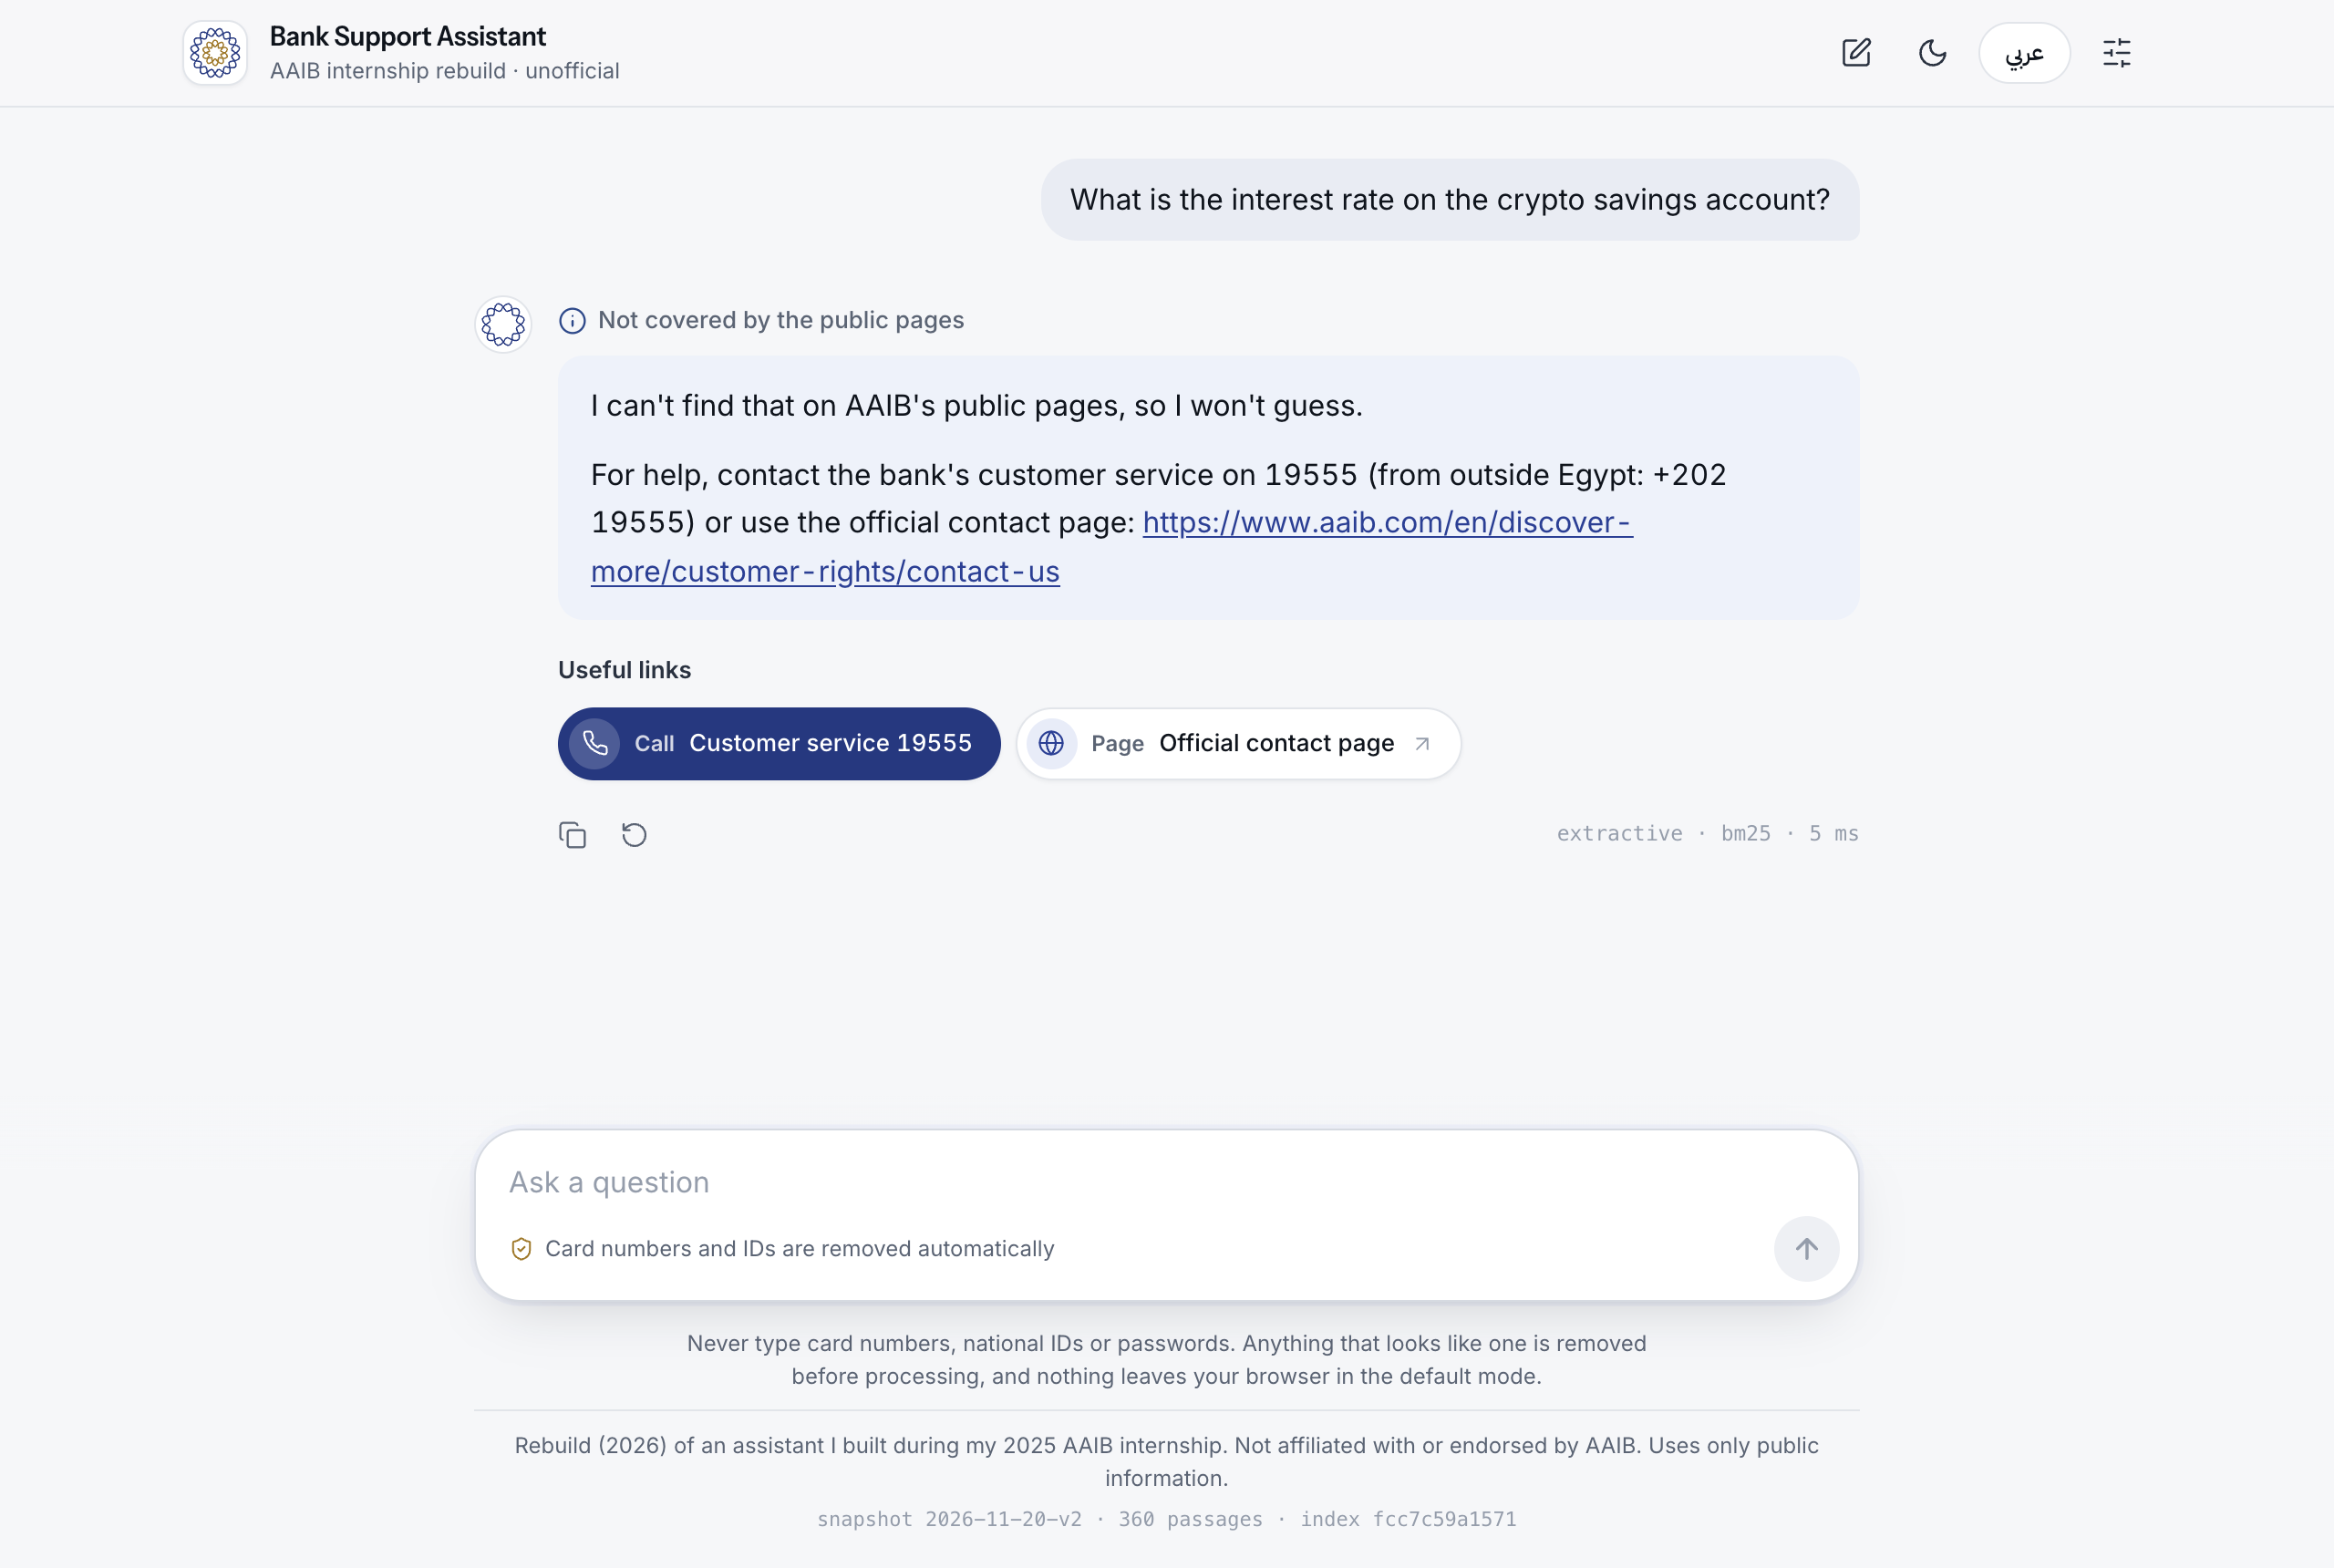 Bank Support Assistant
AAIB internship rebuild · unofficial
عربي
What is the interest rate on the crypto savings account?
Not covered by the public pages
I can't find that on AAIB's public pages, so I won't guess.
For help, contact the bank's customer service on 19555 (from outside Egypt: +202
19555) or use the official contact page: https://www.aaib.com/en/discover-
more/customer-rights/contact-us
Useful links
Call Customer service 19555
Page Official contact page
extractive · bm25 · 5 ms
Ask a question
Card numbers and IDs are removed automatically
Never type card numbers, national IDs or passwords. Anything that looks like one is removed
before processing, and nothing leaves your browser in the default mode.
Rebuild (2026) of an assistant I built during my 2025 AAIB internship. Not affiliated with or endorsed by AAIB. Uses only public
information.
snapshot 2026-11-20-v2 · 360 passages · index fcc7c59a1571